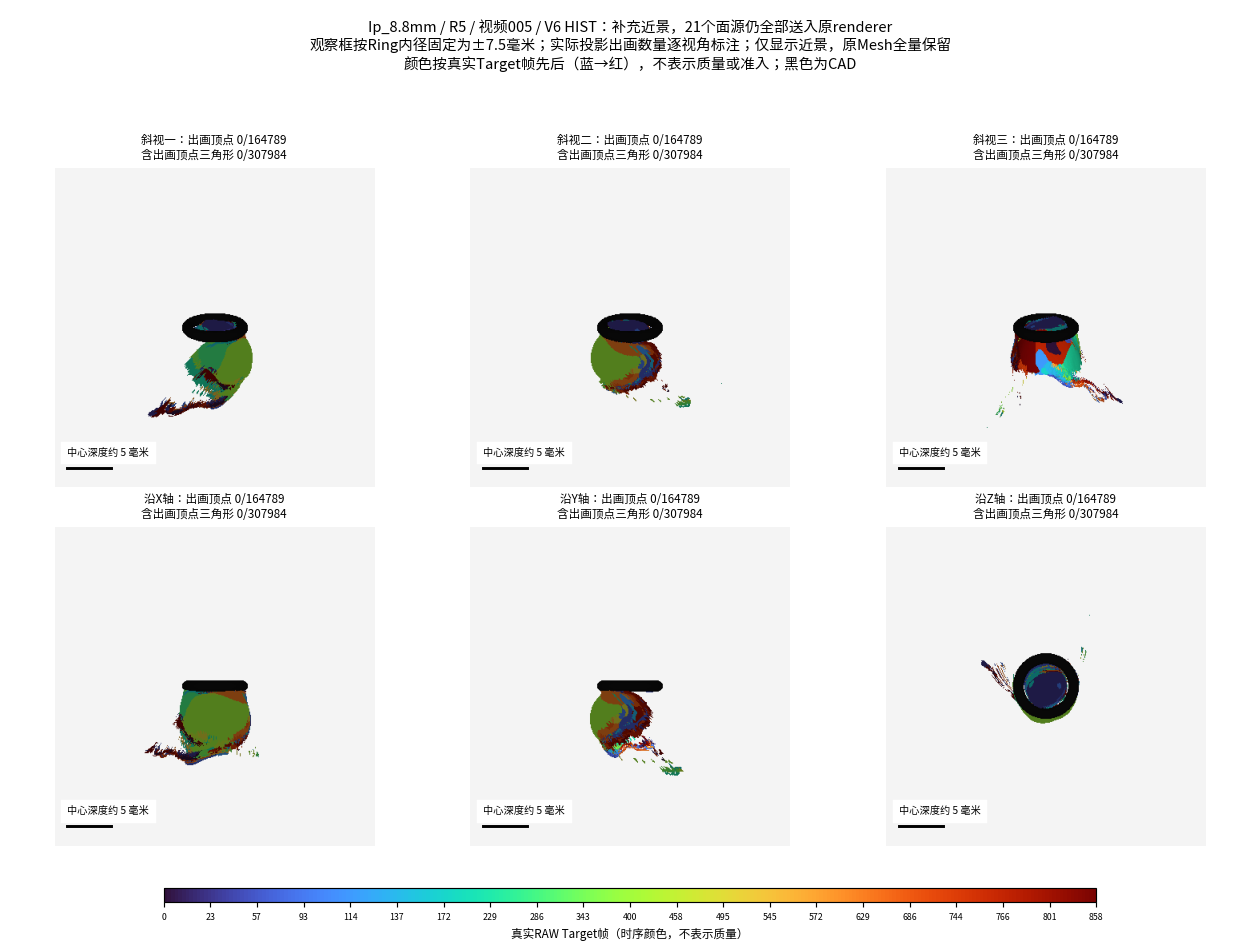 lp_8.8mm / R5 / 视频005 / V6 HIST：补充近景，21个面源仍全部送入原renderer
观察框按Ring内径固定为±7.5毫米；实际投影出画数量逐视角标注；仅显示近景，原Mesh全量保留
颜色按真实Target帧先后（蓝→红），不表示质量或准入；黑色为CAD
斜视一：出画顶点 0/164789
含出画顶点三角形 0/307984
斜视二：出画顶点 0/164789
含出画顶点三角形 0/307984
斜视三：出画顶点 0/164789
含出画顶点三角形 0/307984
中心深度约 5 毫米
中心深度约 5 毫米
中心深度约 5 毫米
沿X轴：出画顶点 0/164789
含出画顶点三角形 0/307984
沿Y轴：出画顶点 0/164789
含出画顶点三角形 0/307984
沿Z轴：出画顶点 0/164789
含出画顶点三角形 0/307984
中心深度约 5 毫米
中心深度约 5 毫米
中心深度约 5 毫米
0 23 57 93 114 137 172 229 286 343 400 458 495 545 572 629 686 744 766 801 858
真实RAW Target帧（时序颜色，不表示质量）